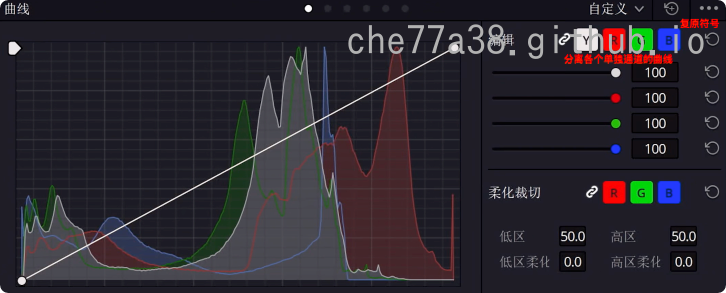 曲线
自定义
复原符号
编辑 Y R G B
che77a38.github.io
分离各个单独通道的曲线
100
100
100
100
柔化裁切 R G B
低区 50.0 高区 50.0
低区柔化 0.0 高区柔化 0.0